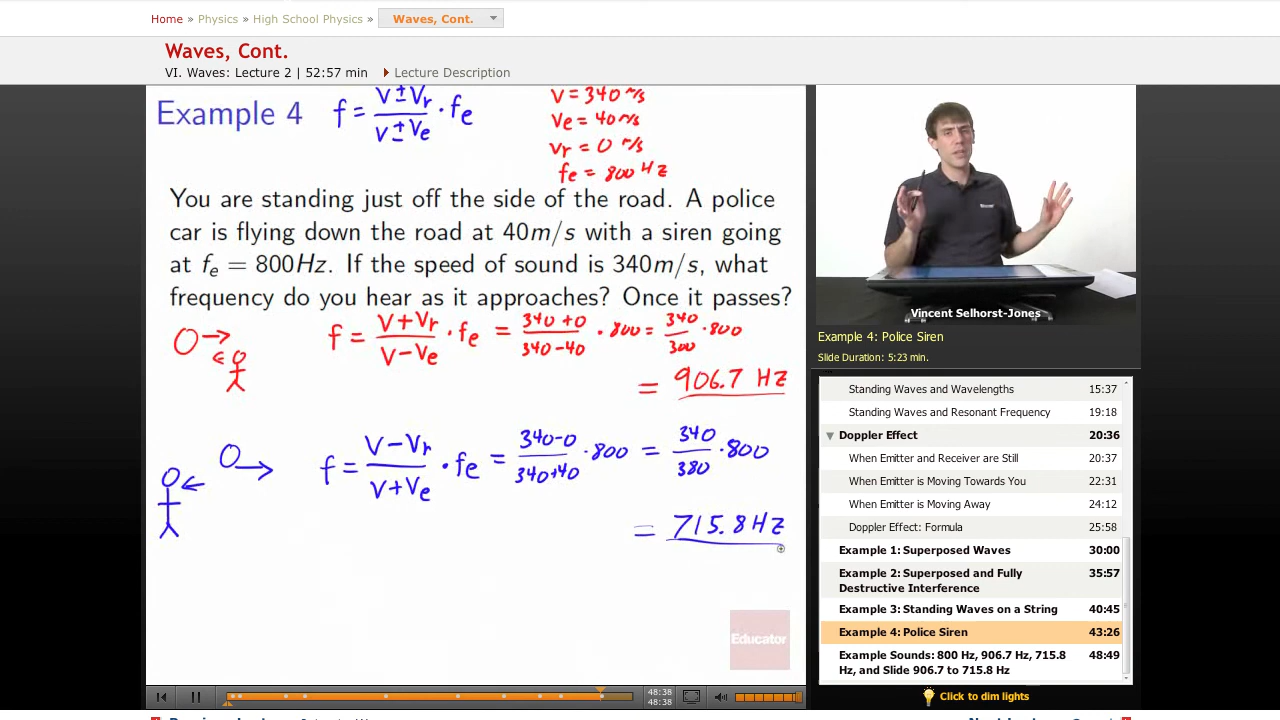 Home » Physics » High School Physics » Waves, Cont.
Waves, Cont.
VI. Waves: Lecture 2 | 52:57 min Lecture Description
Example 4 f = V ± Vr / V ± Ve · fe
V = 340 m/s
Ve = 40 m/s
Vr = 0 m/s
fe = 800 Hz
You are standing just off the side of the road. A police
car is flying down the road at 40m/s with a siren going
at fe = 800Hz. If the speed of sound is 340m/s, what
frequency do you hear as it approaches? Once it passes?
f = V + Vr / V - Ve · fe = 340 + 0 / 340 - 40 · 800 = 340 / 300 · 800
= 906.7 Hz
f = V - Vr / V + Ve · fe = 340 - 0 / 340 + 40 · 800 = 340 / 380 · 800
= 715.8 Hz
Educator
48:38
48:38
Vincent Selhorst-Jones
Example 4: Police Siren
Slide Duration: 5:23 min.
Standing Waves and Wavelengths 15:37
Standing Waves and Resonant Frequency 19:18
Doppler Effect 20:36
When Emitter and Receiver are Still 20:37
When Emitter is Moving Towards You 22:31
When Emitter is Moving Away 24:12
Doppler Effect: Formula 25:58
Example 1: Superposed Waves 30:00
Example 2: Superposed and Fully 35:57
Destructive Interference
Example 3: Standing Waves on a String 40:45
Example 4: Police Siren 43:26
Example Sounds: 800 Hz, 906.7 Hz, 715.8 48:49
Hz, and Slide 906.7 to 715.8 Hz
Click to dim lights